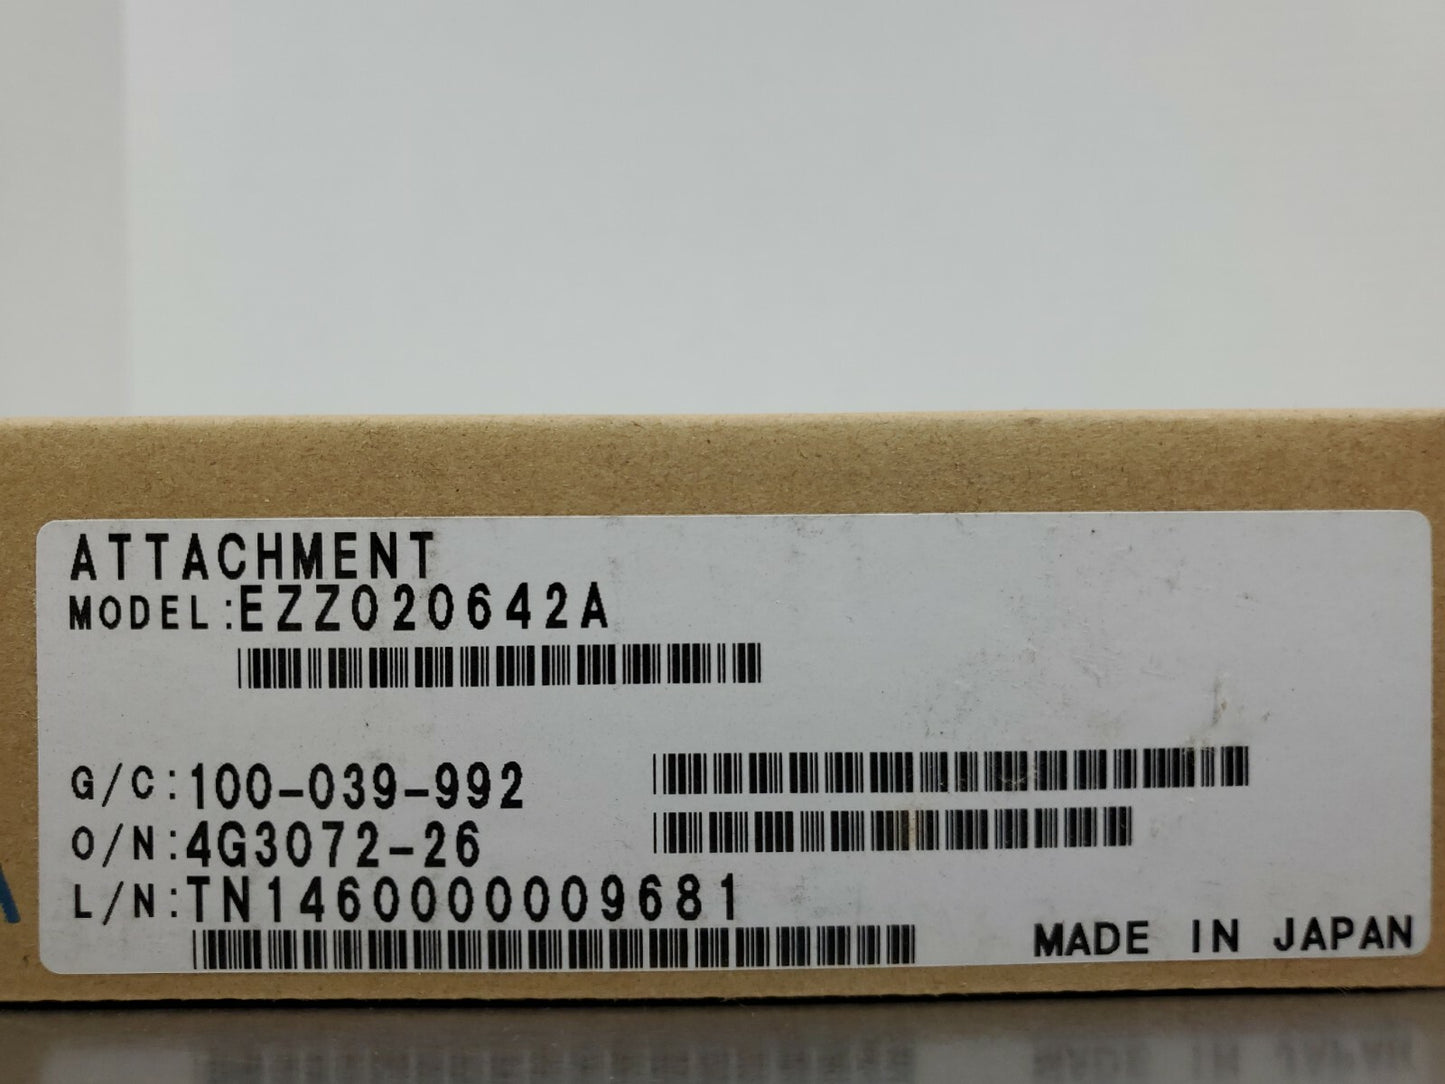 ATTACHMENT
MODEL:EZZ020642A
G/C:100-039-992
O/N:4G3072-26
L/N:TN1460000009681
MADE IN JAPAN